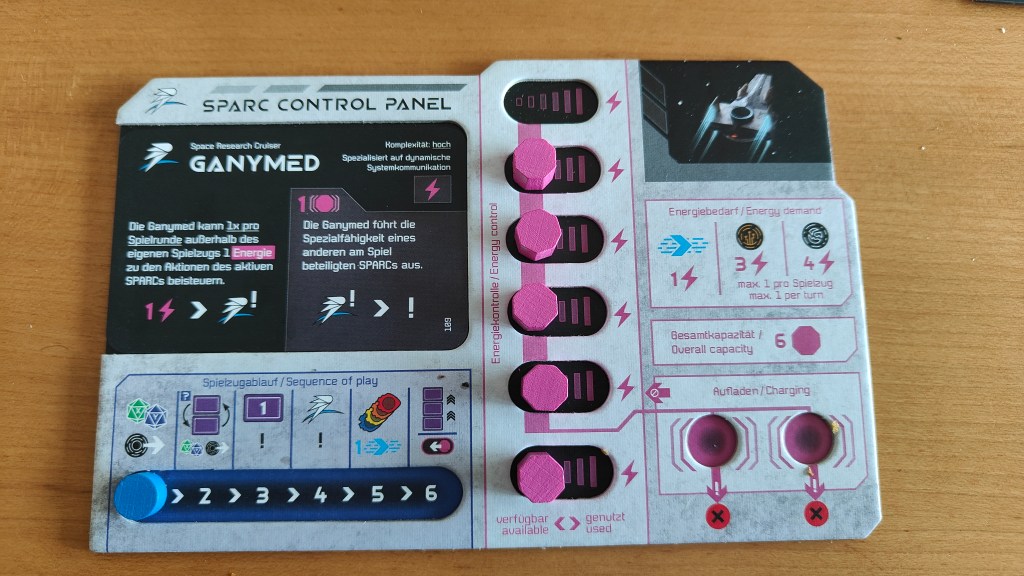 SPARC CONTROL PANEL
Space Research Cruiser
GANYMED
Komplexität: hoch
Spezialisiert auf dynamische
Systemkommunikation
Die Ganymed kann 1x pro
Spielrunde außerhalb des
eigenen Spielzugs 1 Energie
zu den Aktionen des aktiven
SPARCs beisteuern.
1 !
1
Die Ganymed führt die
Spezialfähigkeit eines
anderen am Spiel
beteiligten SPARCs aus.
! !
109
Spielzugablauf / Sequence of play
?
1
! ! 1
2 3 4 5 6
Energiekontrolle / Energy control
verfügbar genutzt
available used
Energiebedarf / Energy demand
1 3 4
max. 1 pro Spielzug
max. 1 per turn
Gesamtkapazität /
Overall capacity
6
Aufladen / Charging